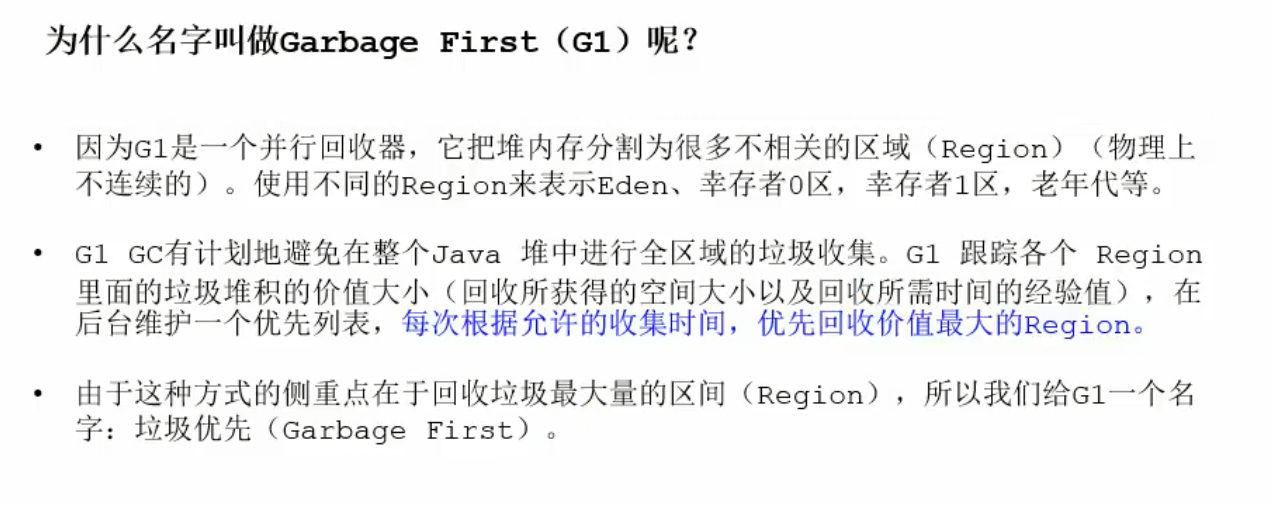 为什么名字叫做Garbage First（G1）呢？
• 因为G1是一个并行回收器，它把堆内存分割为很多不相关的区域（Region）（物理上
不连续的）。使用不同的Region来表示Eden、幸存者0区，幸存者1区，老年代等。
• G1 GC有计划地避免在整个Java 堆中进行全区域的垃圾收集。G1 跟踪各个 Region
里面的垃圾堆积的价值大小（回收所获得的空间大小以及回收所需时间的经验值），在
后台维护一个优先列表，每次根据允许的收集时间，优先回收价值最大的Region。
• 由于这种方式的侧重点在于回收垃圾最大量的区间（Region），所以我们给G1一个名
字：垃圾优先（Garbage First）。